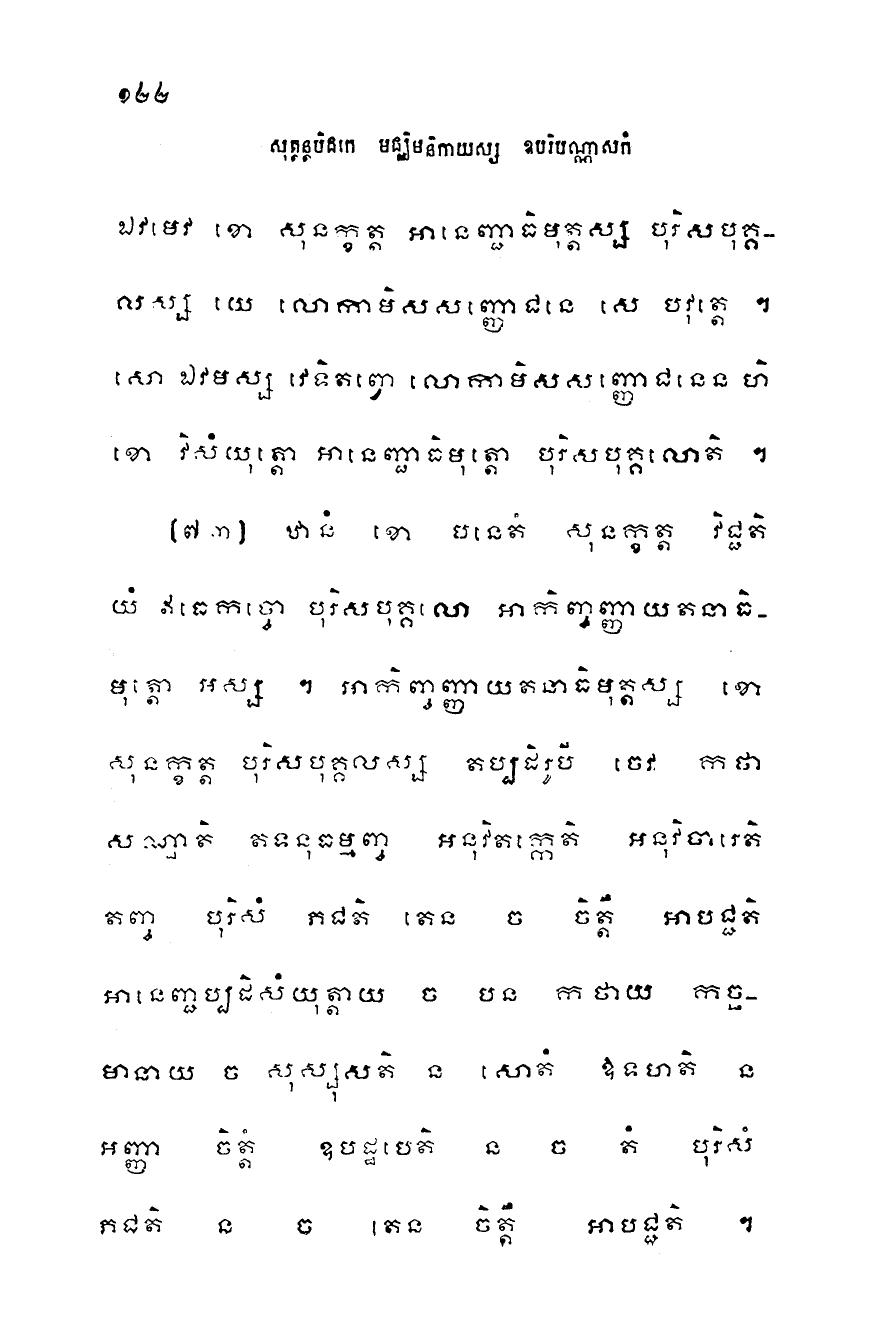 ១៤៤
សុត្តន្តបិដកេ មជ្ឈិមនិកាយស្ស ឧបរិបណ្ណាសកំ
ឯវមេវ ខោ សុនក្ខត្ត អានេញ្ជាធិមុត្តស្ស បុរិសបុគ្គ-
លស្ស យេ លោកាមិសសញ្ញោជនេ សេ បវុត្តេ ។
សោ ឯវមស្ស វេទិតព្វោ លោកាមិសសញ្ញោជនេន ហិ
ខោ វិសំយុត្តោ អានេញ្ជាធិមុត្តោ បុរិសបុគ្គលោតិ ។
(៧៣) ឋានំ ខោ បនេតំ សុនក្ខត្ត វិជ្ជតិ
យំ ឥធេកច្ចោ បុរិសបុគ្គលោ អាកិញ្ចញ្ញាយតនាធិ-
មុត្តោ អស្ស ។ អាកិញ្ចញ្ញាយតនាធិមុត្តស្ស ខោ
សុនក្ខត្ត បុរិសបុគ្គលស្ស តប្បដិរូបី ចេវ កថា
សណ្ឋាតិ តទនុធម្មញ្ច អនុវិតក្កេតិ អនុវិចារេតិ
តញ្ច បុរិសំ ភជតិ តេន ច ចិត្តឹ អាបជ្ជតិ
អានេញ្ជប្បដិសំយុត្តាយ ច បន កថាយ កច្ឆ-
មានាយ ច សុស្សុសតិ ន សោតំ ឱទហតិ ន
អញ្ញា ចិត្តំ ឧបដ្ឋបេតិ ន ច តំ បុរិសំ
ភជតិ ន ច តេន ចិត្តឹ អាបជ្ជតិ ។